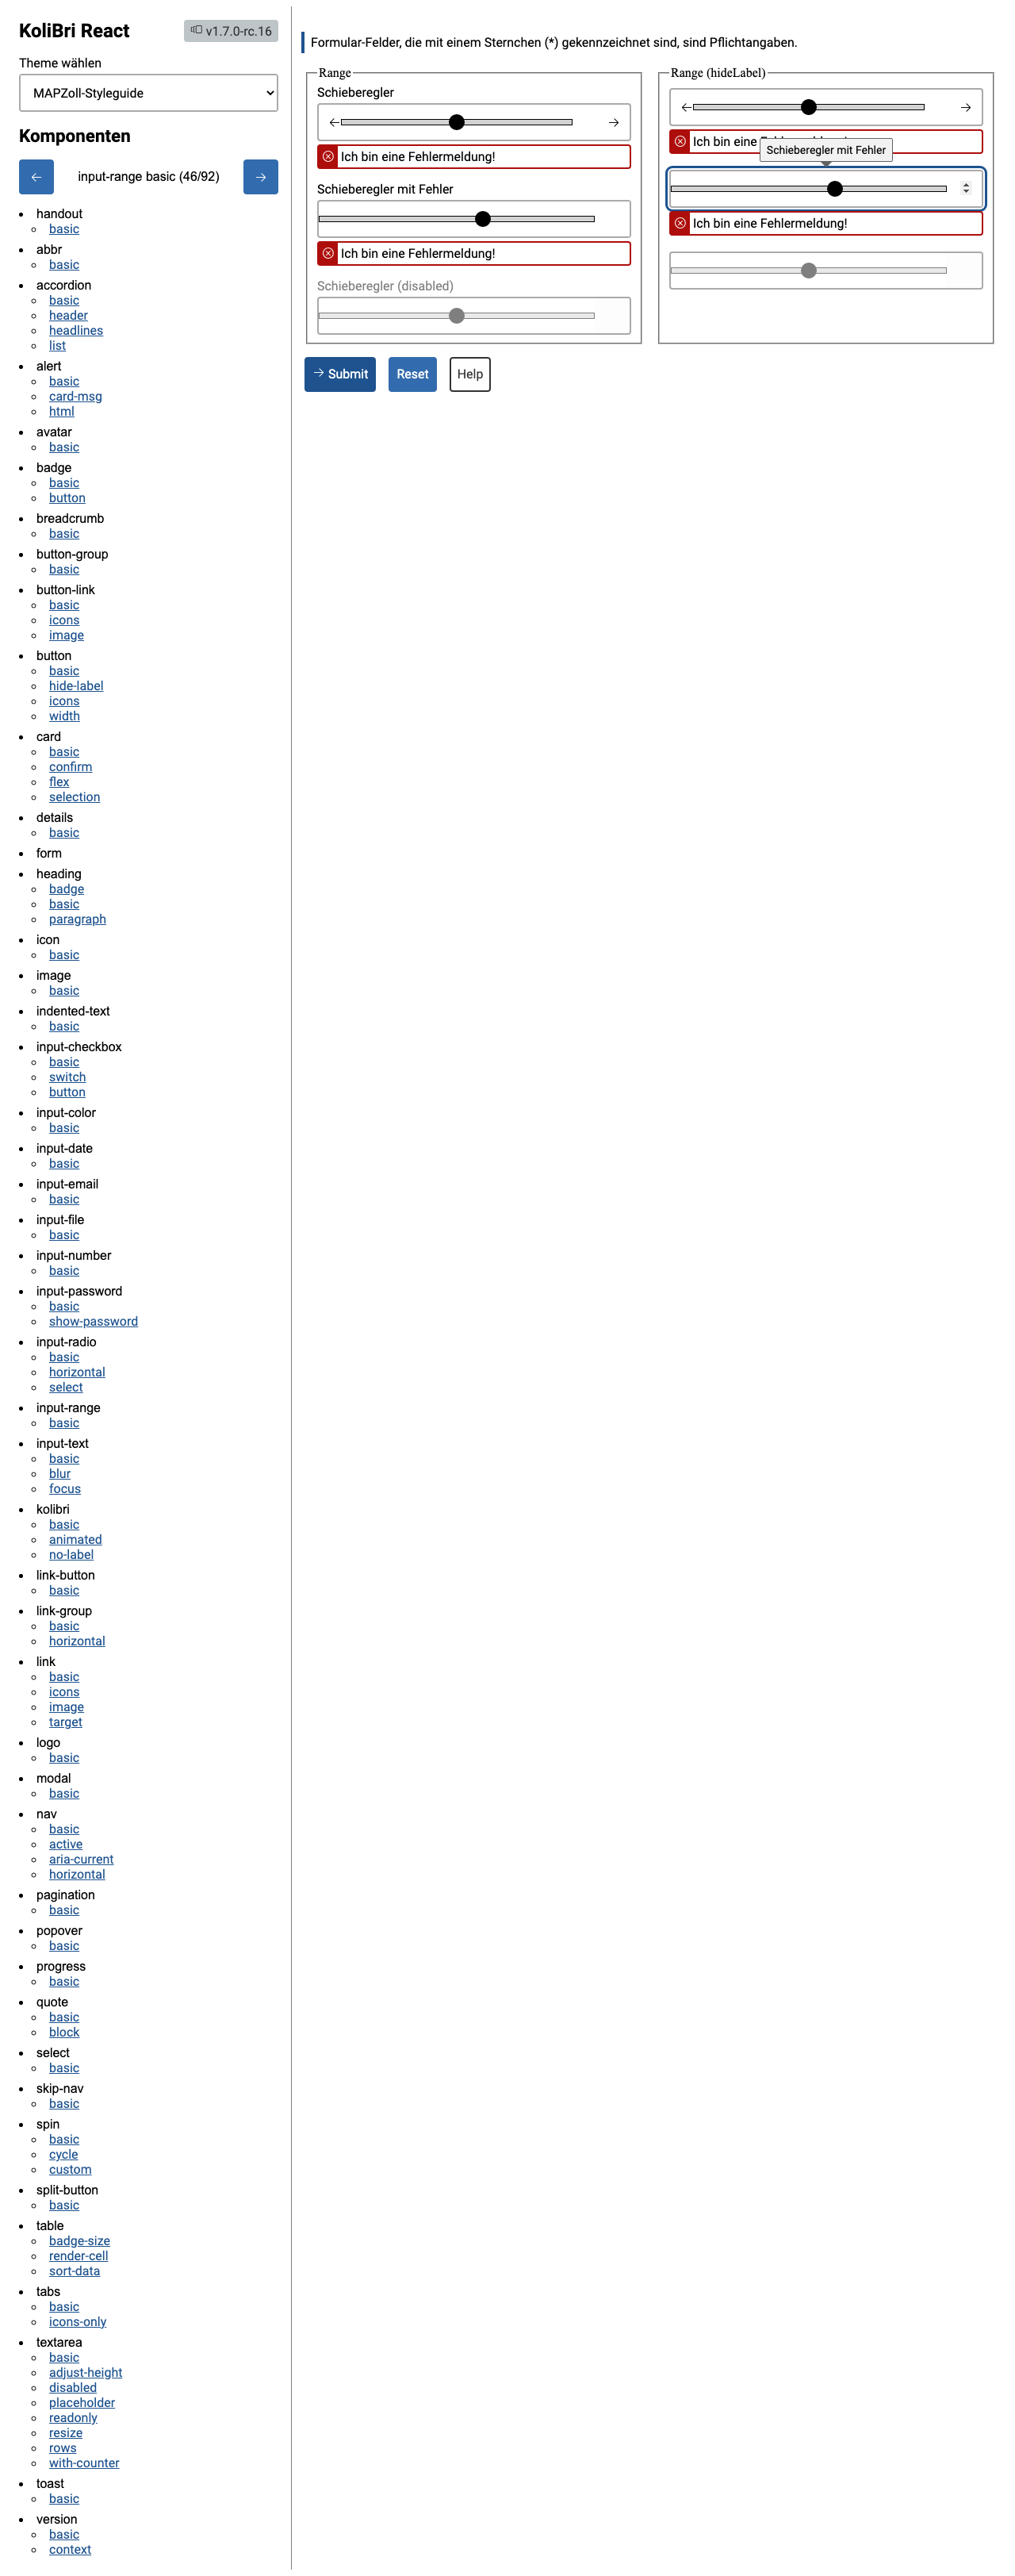 KoliBri React
v1.7.0-rc.16
Theme wählen
MAPZoll-Styleguide
Komponenten
input-range basic (46/92)
handout
basic
abbr
basic
accordion
basic
header
headlines
list
alert
basic
card-msg
html
avatar
basic
badge
basic
button
breadcrumb
basic
button-group
basic
button-link
basic
icons
image
button
basic
hide-label
icons
width
card
basic
confirm
flex
selection
details
basic
form
heading
badge
basic
paragraph
icon
basic
image
basic
indented-text
basic
input-checkbox
basic
switch
button
input-color
basic
input-date
basic
input-email
basic
input-file
basic
input-number
basic
input-password
basic
show-password
input-radio
basic
horizontal
select
input-range
basic
input-text
basic
blur
focus
kolibri
basic
animated
no-label
link-button
basic
link-group
basic
horizontal
link
basic
icons
image
target
logo
basic
modal
basic
nav
basic
active
aria-current
horizontal
pagination
basic
popover
basic
progress
basic
quote
basic
block
select
basic
skip-nav
basic
spin
basic
cycle
custom
split-button
basic
table
badge-size
render-cell
sort-data
tabs
basic
icons-only
textarea
basic
adjust-height
disabled
placeholder
readonly
resize
rows
with-counter
toast
basic
version
basic
context
Formular-Felder, die mit einem Sternchen (*) gekennzeichnet sind, sind Pflichtangaben.
Range
Schieberegler
Ich bin eine Fehlermeldung!
Schieberegler mit Fehler
Ich bin eine Fehlermeldung!
Schieberegler (disabled)
Range (hideLabel)
Ich bin eine
Schieberegler mit Fehler
Ich bin eine Fehlermeldung!
Submit
Reset
Help